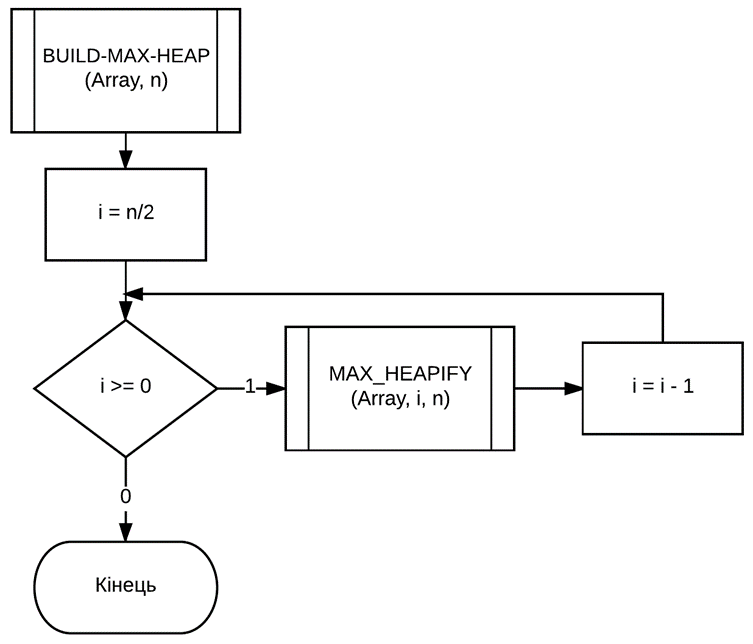 BUILD-MAX-HEAP
(Array, n)
i = n/2
i >= 0
1
MAX_HEAPIFY
(Array, i, n)
i = i - 1
0
Кінець